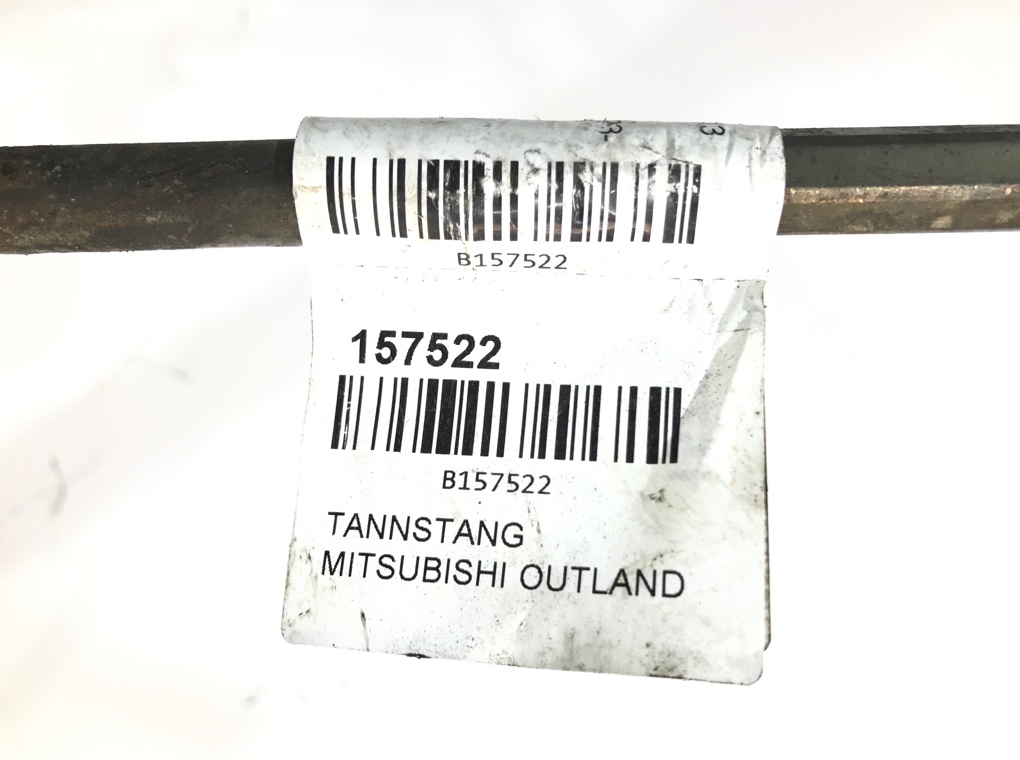 B157522
157522
B157522
TANNSTANG
MITSUBISHI OUTLAND